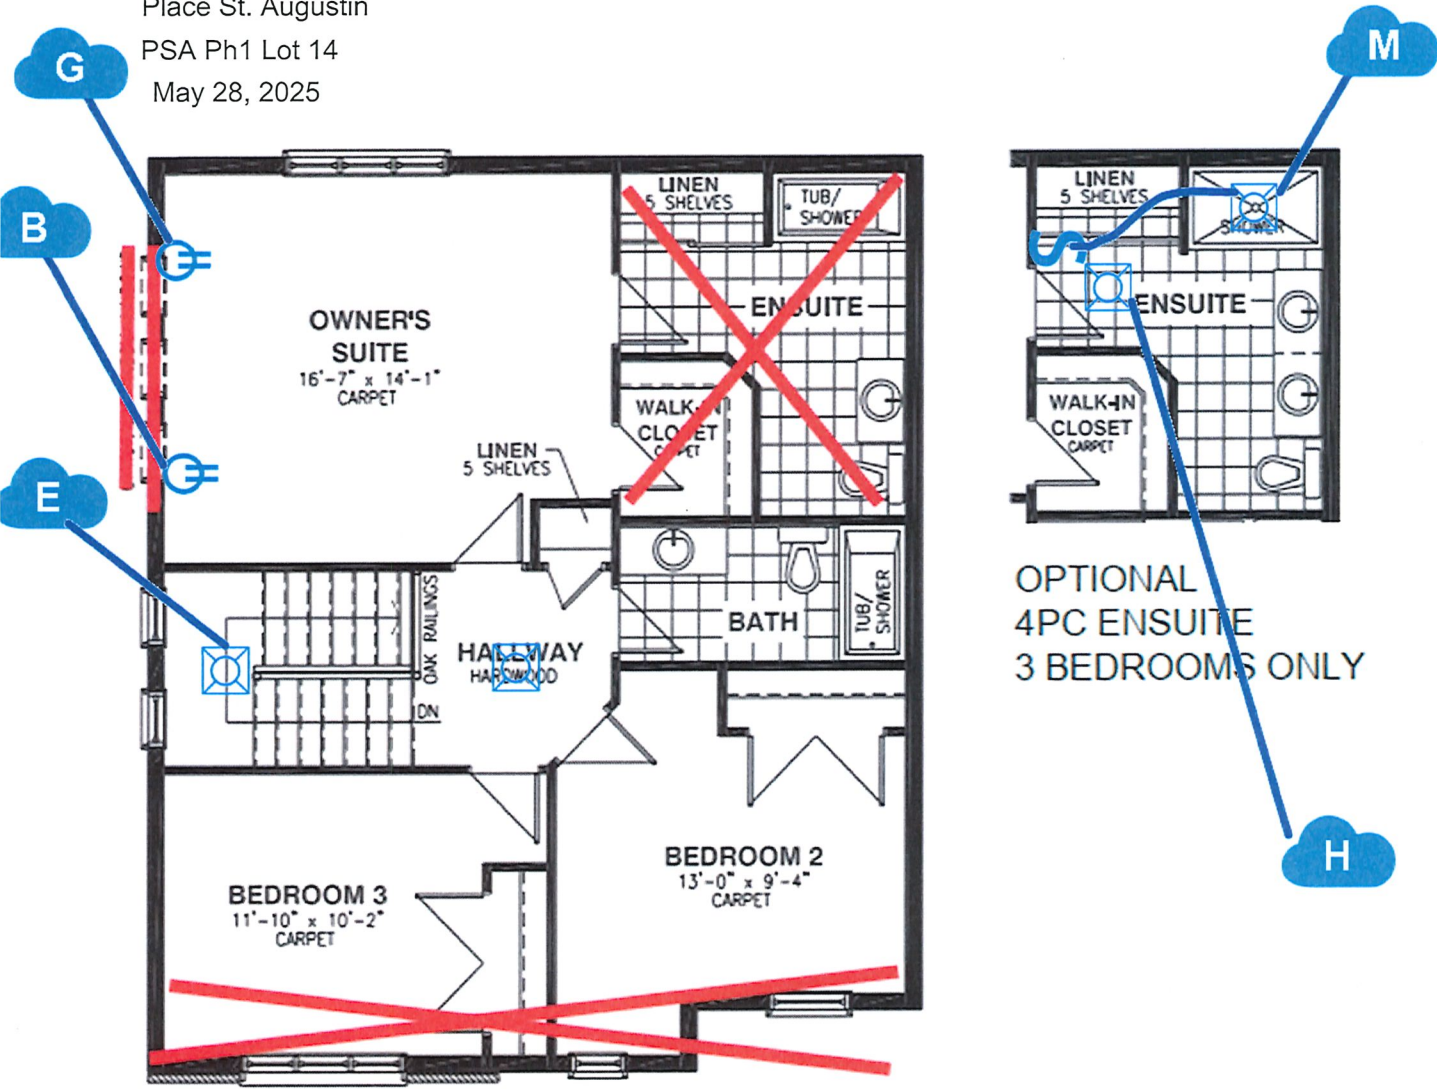 Place St. Augustin
PSA Ph1 Lot 14
May 28, 2025
G
M
B
LINEN
5 SHELVES
TUB/
SHOWER
ENSUITE
OWNER'S
SUITE
16'-7" x 14'-1"
CARPET
WALK-IN
CLOSET
CARPET
LINEN
5 SHELVES
E
OAK RAILINGS
DN
HALLWAY
HARDWOOD
BATH
TUB/
SHOWER
BEDROOM 2
13'-0" x 9'-4"
CARPET
BEDROOM 3
11'-10" x 10'-2"
CARPET
LINEN
5 SHELVES
SHOWER
ENSUITE
WALK-IN
CLOSET
CARPET
OPTIONAL
4PC ENSUITE
3 BEDROOMS ONLY
H